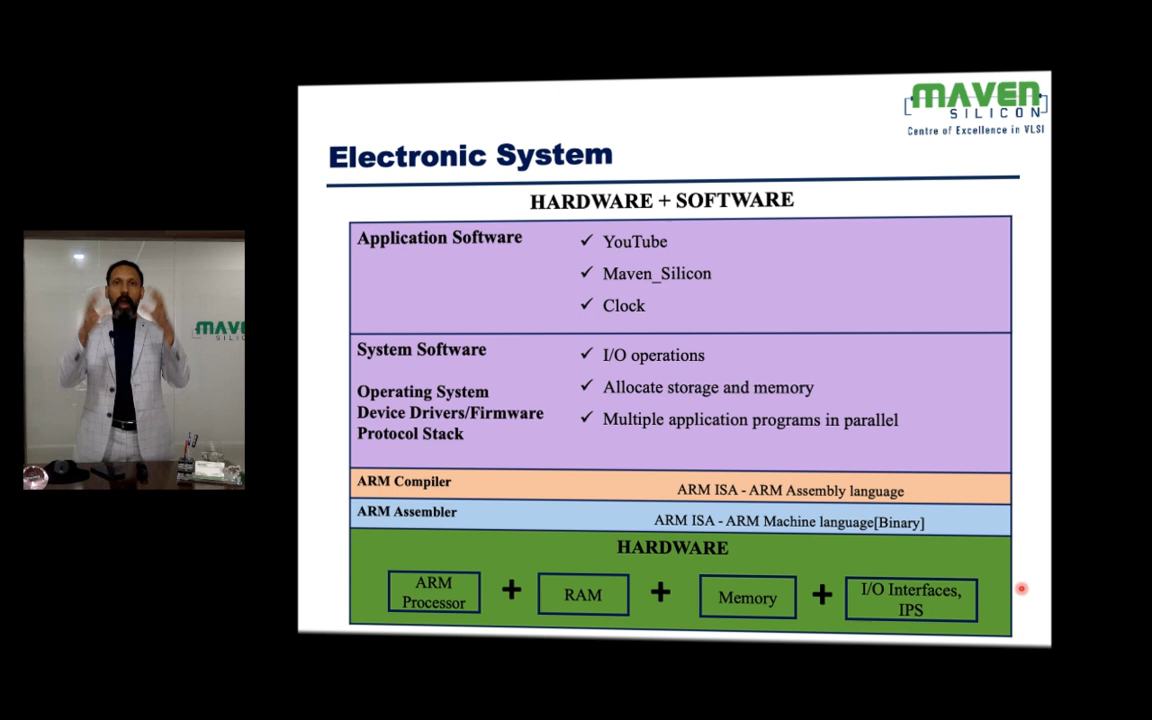 MAVEN
SILICON
Centre of Excellence in VLSI
Electronic System
HARDWARE + SOFTWARE
Application Software
✓ YouTube
✓ Maven_Silicon
✓ Clock
System Software
Operating System
Device Drivers/Firmware
Protocol Stack
✓ I/O operations
✓ Allocate storage and memory
✓ Multiple application programs in parallel
ARM Compiler
ARM ISA - ARM Assembly language
ARM Assembler
ARM ISA - ARM Machine language[Binary]
HARDWARE
ARM
Processor
+
RAM
+
Memory
+
I/O Interfaces,
IPS
MAVE
SILIC